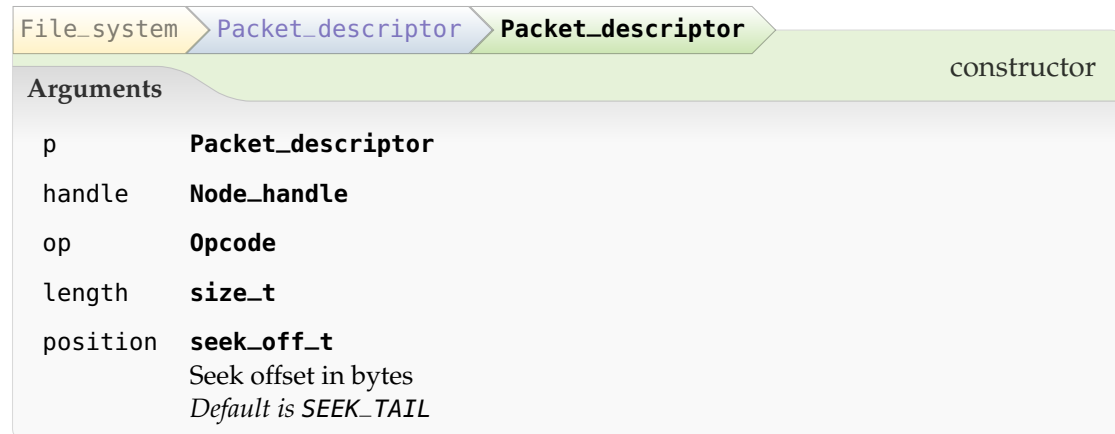 File_system Packet_descriptor Packet_descriptor
constructor
Arguments
p Packet_descriptor
handle Node_handle
op Opcode
length size_t
position seek_off_t
Seek offset in bytes
Default is SEEK_TAIL